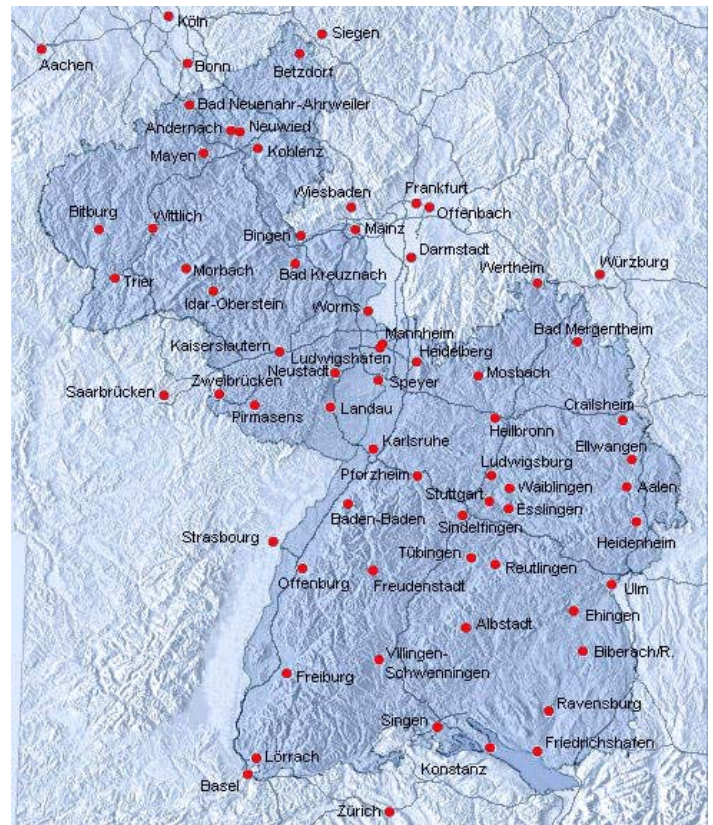 Köln
Siegen
Aachen
Bonn
Betzdorf
Bad Neuenahr-Ahrweiler
Andernach
Neuwied
Mayen
Koblenz
Wiesbaden
Frankfurt
Offenbach
Bitburg
Wittlich
Bingen
Mainz
Darmstadt
Trier
Morbach
Bad Kreuznach
Wertheim
Würzburg
Idar-Oberstein
Worms
Kaiserslautern
Mannheim
Bad Mergentheim
Ludwigshafen
Heidelberg
Neustadt
Saarbrücken
Zweibrücken
Speyer
Mosbach
Pirmasens
Landau
Crailsheim
Heilbronn
Karlsruhe
Ellwangen
Pforzheim
Ludwigsburg
Stuttgart
Waiblingen
Aalen
Baden-Baden
Esslingen
Sindelfingen
Heidenheim
Strasbourg
Tübingen
Offenburg
Freudenstadt
Reutlingen
Ulm
Ehingen
Albstadt
Villingen-
Schwenningen
Biberach/R.
Freiburg
Ravensburg
Singen
Friedrichshafen
Lörrach
Konstanz
Basel
Zürich